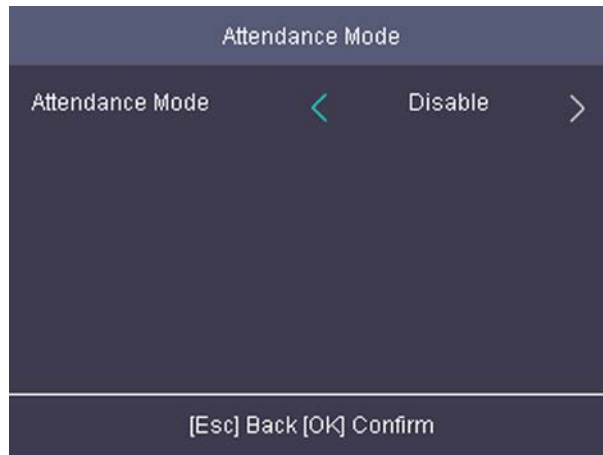 Attendance Mode
Attendance Mode < Disable >
[Esc] Back [OK] Confirm